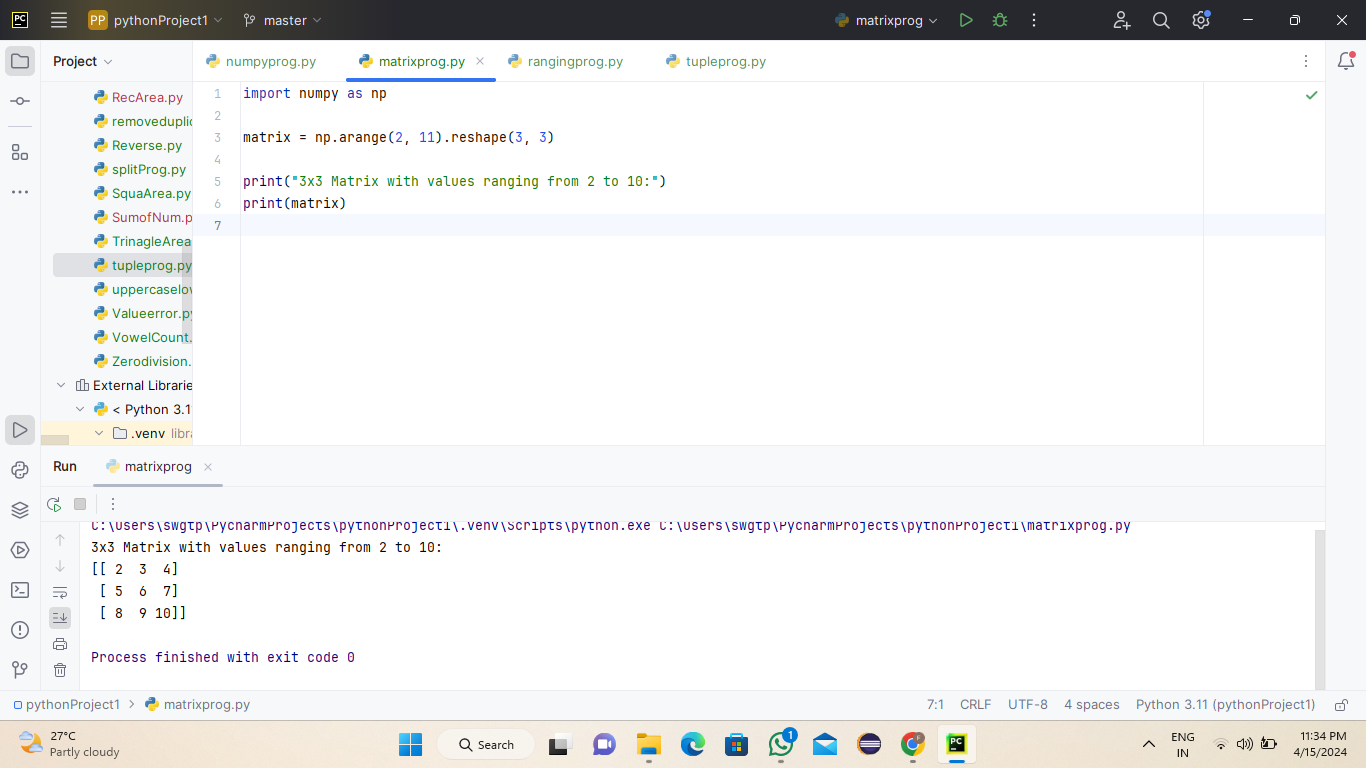 PC
PP pythonProject1 master matrixprog
Project
numpyprog.py matrixprog.py rangingprog.py tupleprog.py
RecArea.py
removeduplic
Reverse.py
splitProg.py
SquaArea.py
SumofNum.p
TrinagleArea
tupleprog.py
uppercaselov
Valueerror.py
VowelCount.
Zerodivision.
External Librarie
< Python 3.1
.venv libra
1 import numpy as np
2
3 matrix = np.arange(2, 11).reshape(3, 3)
4
5 print("3x3 Matrix with values ranging from 2 to 10:")
6 print(matrix)
7
Run matrixprog
C:\Users\swgtp\PycharmProjects\pythonProject1\.venv\Scripts\python.exe C:\Users\swgtp\PycharmProjects\pythonProject1\matrixprog.py
3x3 Matrix with values ranging from 2 to 10:
[[ 2  3  4]
 [ 5  6  7]
 [ 8  9 10]]
Process finished with exit code 0
pythonProject1 > matrixprog.py 7:1 CRLF UTF-8 4 spaces Python 3.11 (pythonProject1)
27°C
Partly cloudy
Search
1
PC
ENG
IN
11:34 PM
4/15/2024